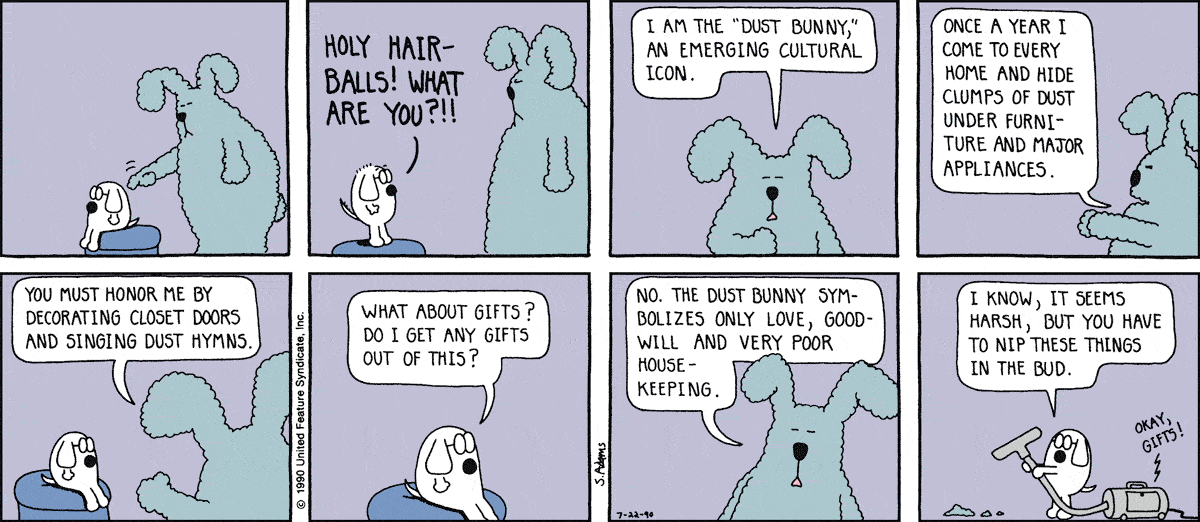 HOLY HAIR-
BALLS! WHAT
ARE YOU?!!
I AM THE "DUST BUNNY,"
AN EMERGING CULTURAL
ICON.
ONCE A YEAR I
COME TO EVERY
HOME AND HIDE
CLUMPS OF DUST
UNDER FURNI-
TURE AND MAJOR
APPLIANCES.
YOU MUST HONOR ME BY
DECORATING CLOSET DOORS
AND SINGING DUST HYMNS.
© 1990 United Feature Syndicate, Inc.
WHAT ABOUT GIFTS?
DO I GET ANY GIFTS
OUT OF THIS?
S. Adams
NO. THE DUST BUNNY SYM-
BOLIZES ONLY LOVE, GOOD-
WILL AND VERY POOR
HOUSE-
KEEPING.
7-22-90
I KNOW, IT SEEMS
HARSH, BUT YOU HAVE
TO NIP THESE THINGS
IN THE BUD.
OKAY,
GIFTS!